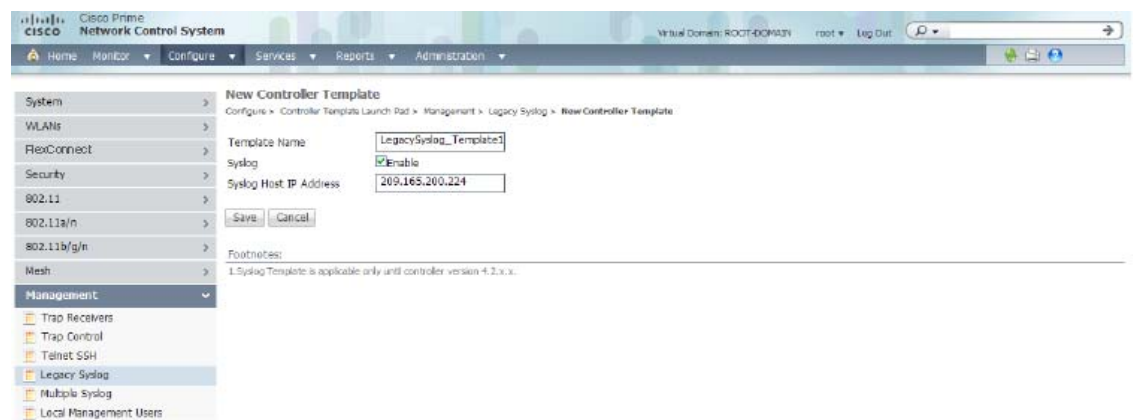 Cisco Prime
CISCO Network Control System
Virtual Domain: ROOT-DOMAIN root Log Out
Home Monitor Configure Services Reports Administration
System
WLANs
FlexConnect
Security
802.11
802.11a/n
802.11b/g/n
Mesh
Management
Trap Receivers
Trap Control
Telnet SSH
Legacy Syslog
Multiple Syslog
Local Management Users
New Controller Template
Configure > Controller Template Launch Pad > Management > Legacy Syslog > New Controller Template
Template Name LegacySyslog_Template1
Syslog Enable
Syslog Host IP Address 209.165.200.224
Save Cancel
Footnotes:
1.Syslog Template is applicable only until controller version 4.2.x.x.